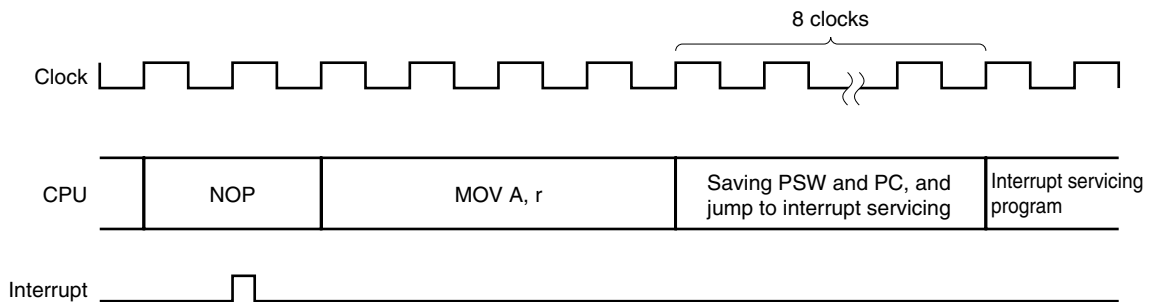 8 clocks
Clock
CPU
NOP
MOV A, r
Saving PSW and PC, and
jump to interrupt servicing
Interrupt servicing
program
Interrupt